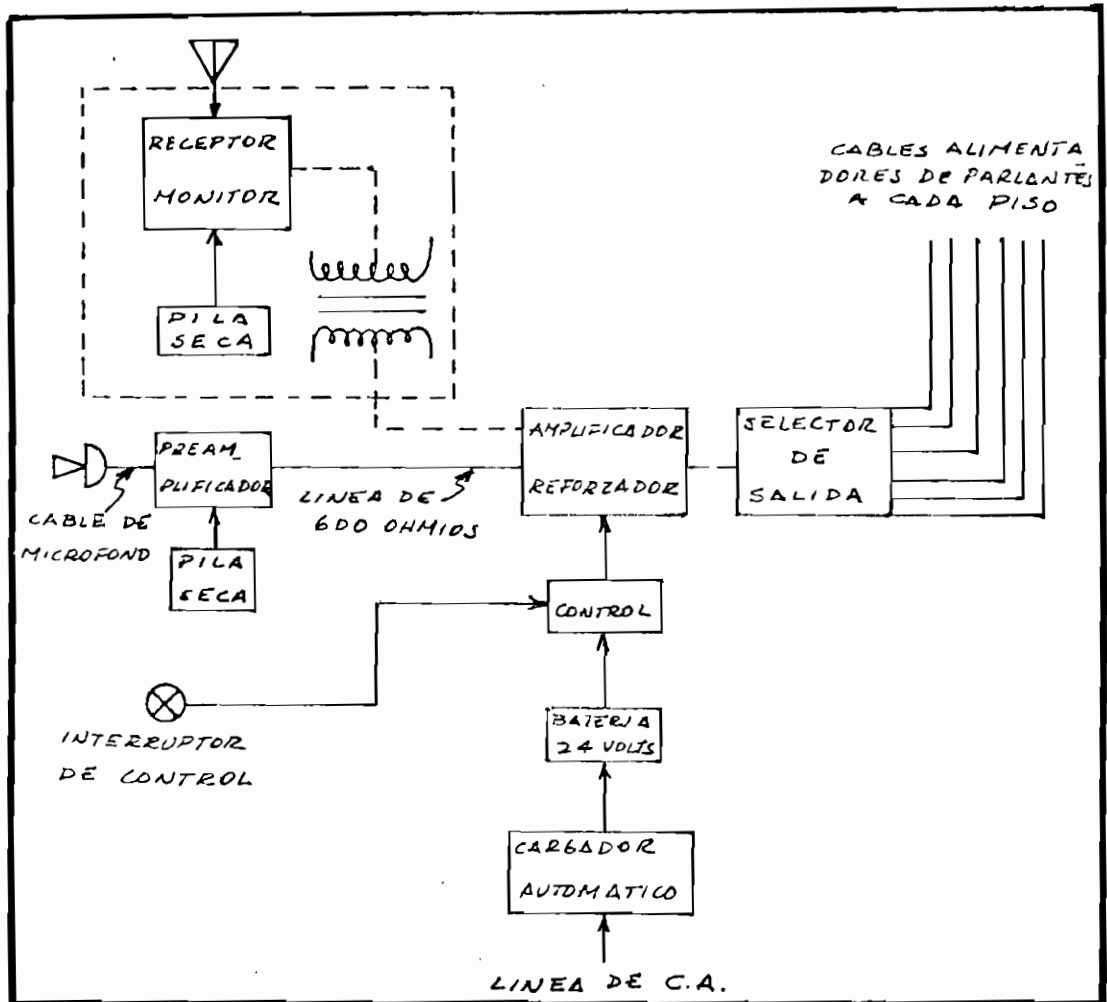 RECEPTOR
MONITOR
PILA
SECA
CABLES ALIMENTA
DORES DE PARLANTES
A CADA PISO
PREAM_
PLIFICADOR
CABLE DE
MICROFONO
PILA
SECA
LINEA DE
600 OHMIOS
AMPLIFICADOR
REFORZADOR
SELECTOR
DE
SALIDA
CONTROL
INTERRUPTOR
DE CONTROL
BATERIA
24 VOLTS
CARGADOR
AUTOMATICO
LINEA DE C.A.